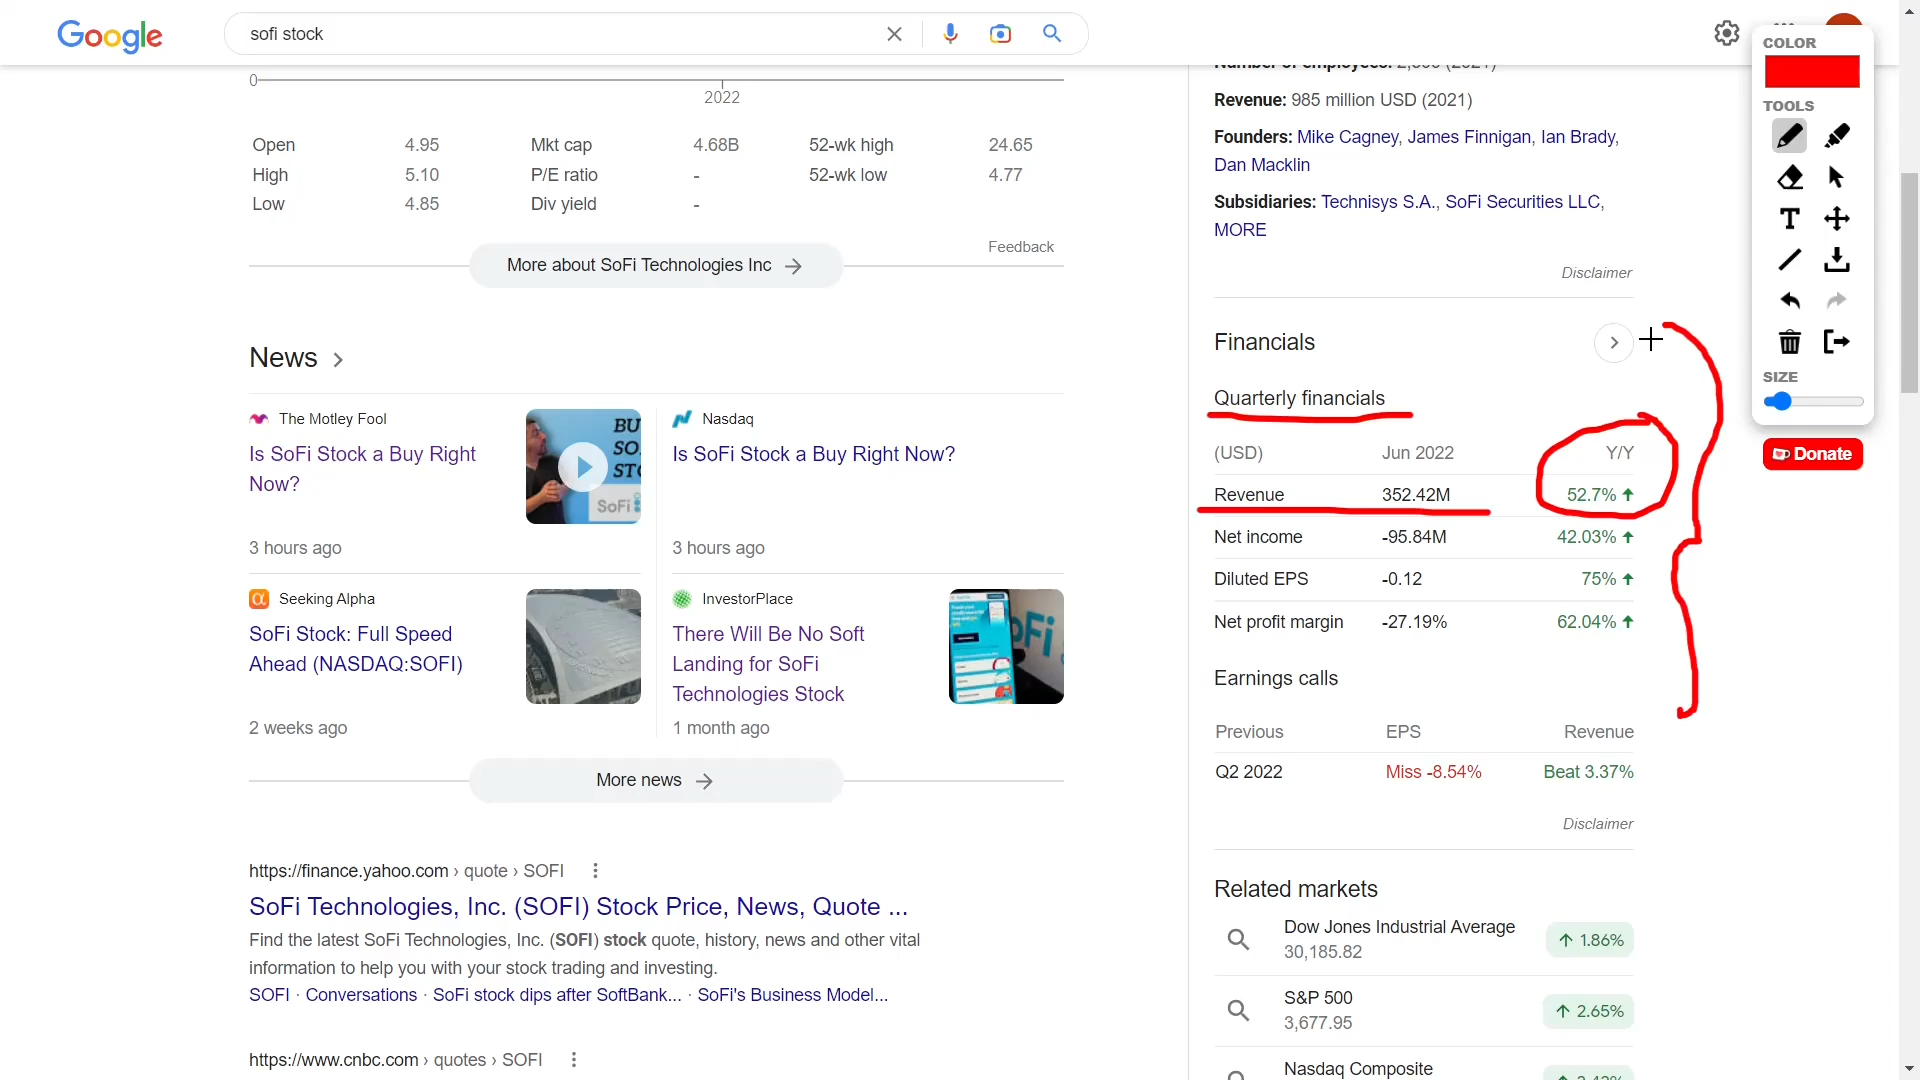 Google
sofi stock
0
2022
Open 4.95 Mkt cap 4.68B 52-wk high 24.65
High 5.10 P/E ratio - 52-wk low 4.77
Low 4.85 Div yield -
Feedback
More about SoFi Technologies Inc
News
The Motley Fool
Is SoFi Stock a Buy Right
Now?
3 hours ago
BU
SO
ST
SoFi
Nasdaq
Is SoFi Stock a Buy Right Now?
3 hours ago
Seeking Alpha
SoFi Stock: Full Speed
Ahead (NASDAQ:SOFI)
2 weeks ago
InvestorPlace
There Will Be No Soft
Landing for SoFi
Technologies Stock
1 month ago
More news
https://finance.yahoo.com › quote › SOFI
SoFi Technologies, Inc. (SOFI) Stock Price, News, Quote ...
Find the latest SoFi Technologies, Inc. (SOFI) stock quote, history, news and other vital
information to help you with your stock trading and investing.
SOFI · Conversations · SoFi stock dips after SoftBank... · SoFi's Business Model...
https://www.cnbc.com › quotes › SOFI
Number of employees:
Revenue: 985 million USD (2021)
Founders: Mike Cagney, James Finnigan, Ian Brady,
Dan Macklin
Subsidiaries: Technisys S.A., SoFi Securities LLC,
MORE
Disclaimer
Financials
Quarterly financials
(USD) Jun 2022 Y/Y
Revenue 352.42M 52.7%
Net income -95.84M 42.03%
Diluted EPS -0.12 75%
Net profit margin -27.19% 62.04%
Earnings calls
Previous EPS Revenue
Q2 2022 Miss -8.54% Beat 3.37%
Disclaimer
Related markets
Dow Jones Industrial Average
30,185.82
1.86%
S&P 500
3,677.95
2.65%
Nasdaq Composite
COLOR
TOOLS
T
SIZE
Donate